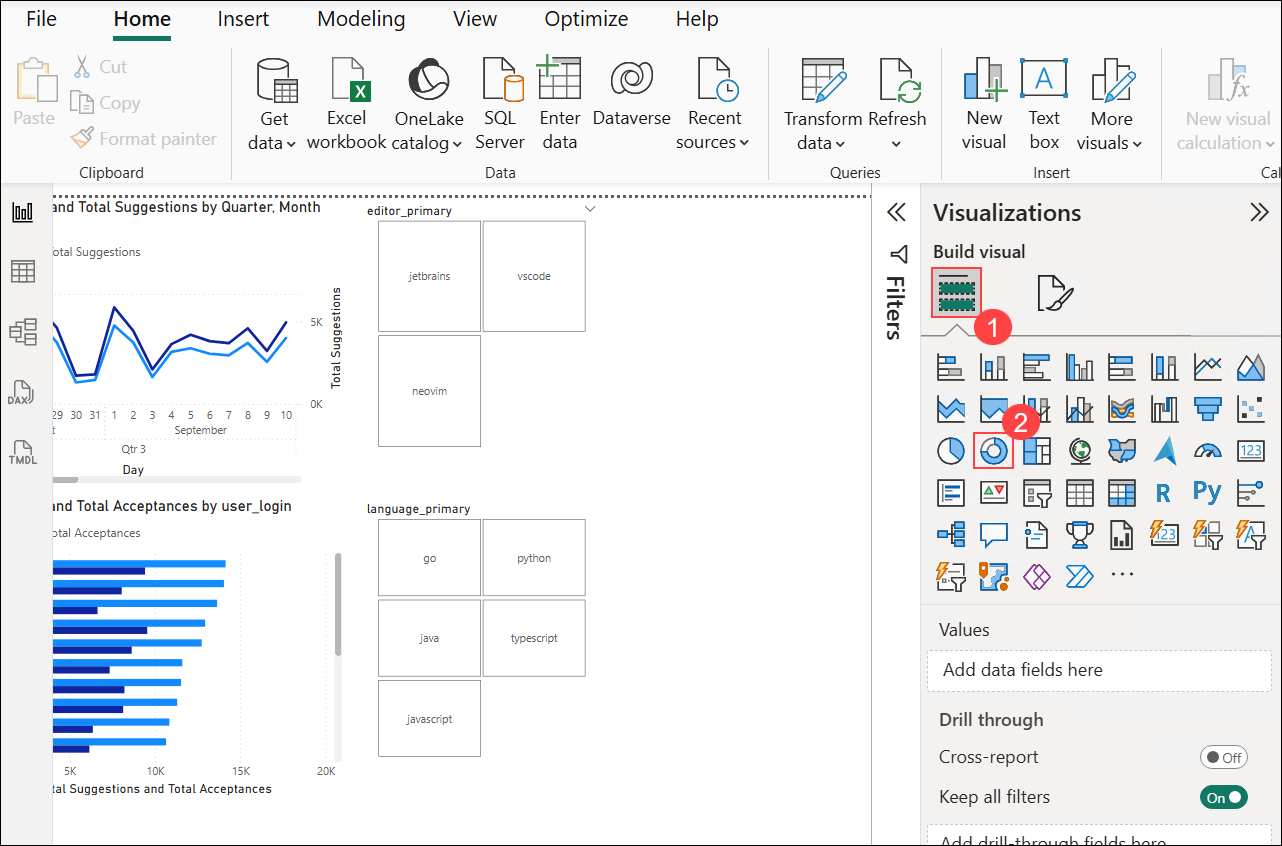 File Home Insert Modeling View Optimize Help
Paste
Cut
Copy
Format painter
Clipboard
Get
data
Excel
workbook
OneLake
catalog
SQL
Server
Enter
data
Dataverse
Recent
sources
Data
Transform
data
Refresh
Queries
New
visual
Text
box
More
visuals
Insert
New visual
calculation
Cal
DAX
TMDL
and Total Suggestions by Quarter, Month
Total Suggestions
5K
0K
Total Suggestions
29 30 31 1 2 3 4 5 6 7 8 9 10
t September
Qtr 3
Day
and Total Acceptances by user_login
otal Acceptances
5K 10K 15K 20K
tal Suggestions and Total Acceptances
editor_primary
jetbrains
vscode
neovim
language_primary
go
python
java
typescript
javascript
Filters
Visualizations
Build visual
1
2
123
R
Py
123
A
Values
Add data fields here
Drill through
Cross-report
Off
Keep all filters
On
Add drill-through fields here